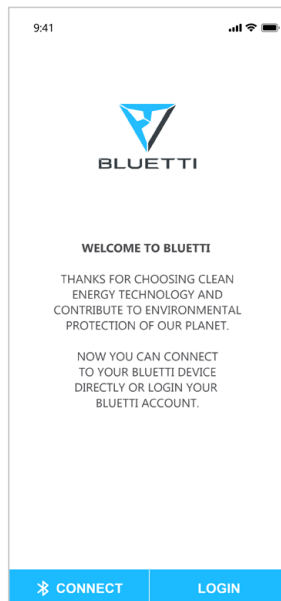 9:41
BLUETTI
WELCOME TO BLUETTI
THANKS FOR CHOOSING CLEAN
ENERGY TECHNOLOGY AND
CONTRIBUTE TO ENVIRONMENTAL
PROTECTION OF OUR PLANET.
NOW YOU CAN CONNECT
TO YOUR BLUETTI DEVICE
DIRECTLY OR LOGIN YOUR
BLUETTI ACCOUNT.
CONNECT
LOGIN